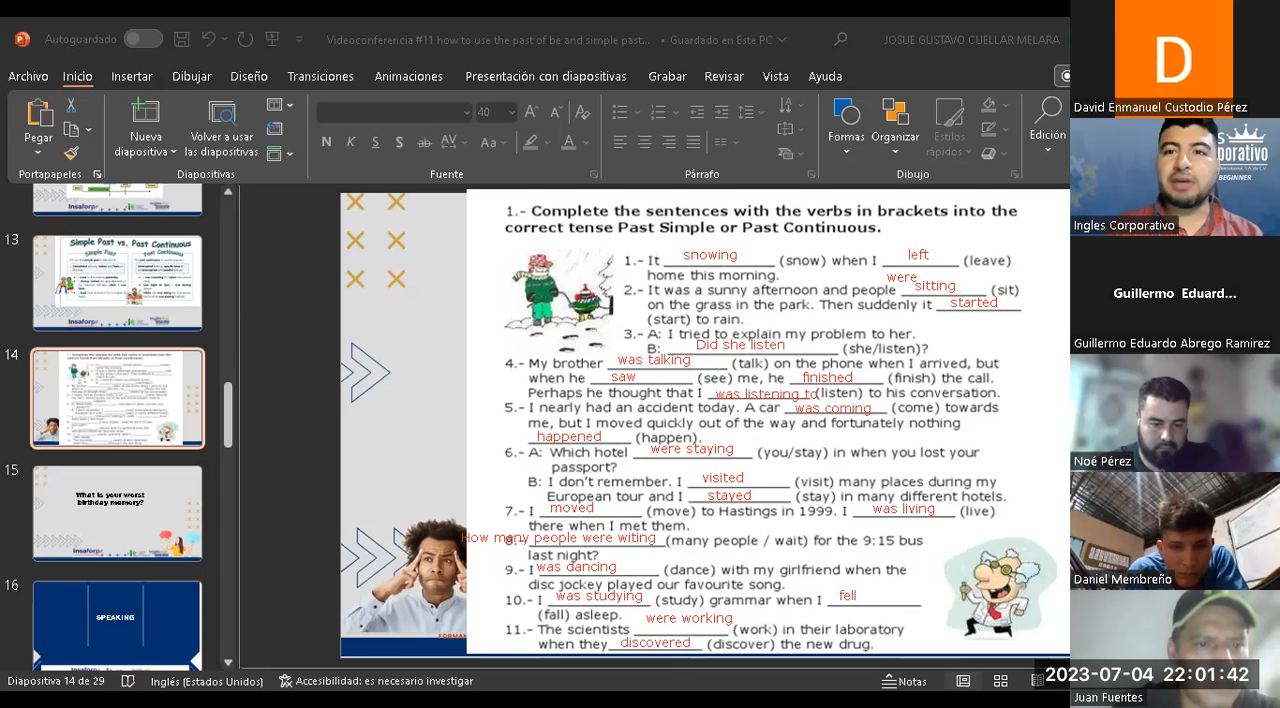 Autoguardado
Videoconferencia #11 how to use the past of be and simple past... • Guardado en Este PC
JOSUE GUSTAVO CUELLAR MELARA
Archivo Inicio Insertar Dibujar Diseño Transiciones Animaciones Presentación con diapositivas Grabar Revisar Vista Ayuda
40
Pegar
Nueva diapositiva
Volver a usar las diapositivas
N K S S ab AV Aa A
Formas
Organizar
Estilos rápidos
Edición
Portapapeles
Diapositivas
Fuente
Párrafo
Dibujo
13
Simple Past vs. Past Continuous
14
15
What is your worst
birthday memory?
16
SPEAKING
1.- Complete the sentences with the verbs in brackets into the
correct tense Past Simple or Past Continuous.
1.- It snowing (snow) when I left (leave)
home this morning.
2.- It was a sunny afternoon and people were sitting (sit)
on the grass in the park. Then suddenly it started
(start) to rain.
3.- A: I tried to explain my problem to her.
B: Did she listen (she/listen)?
4.- My brother was talking (talk) on the phone when I arrived, but
when he saw (see) me, he finished (finish) the call.
Perhaps he thought that I was listening to (listen) to his conversation.
5.- I nearly had an accident today. A car was coming (come) towards
me, but I moved quickly out of the way and fortunately nothing
happened (happen).
6.- A: Which hotel were staying (you/stay) in when you lost your
passport?
B: I don't remember. I visited (visit) many places during my
European tour and I stayed (stay) in many different hotels.
7.- I moved (move) to Hastings in 1999. I was living (live)
there when I met them.
8.- How many people were witing (many people / wait) for the 9:15 bus
last night?
9.- I was dancing (dance) with my girlfriend when the
disc jockey played our favourite song.
10.- I was studying (study) grammar when I fell
(fall) asleep.
11.- The scientists were working (work) in their laboratory
when they discovered (discover) the new drug.
Diapositiva 14 de 29
Inglés (Estados Unidos)
Accesibilidad: es necesario investigar
Notas
D
David Enmanuel Custodio Pérez
orporativo
BEGINNER
Ingles Corporativo
Guillermo Eduard...
Guillermo Eduardo Abrego Ramirez
Noé Pérez
Daniel Membreño
2023-07-04 22:01:42
Juan Fuentes